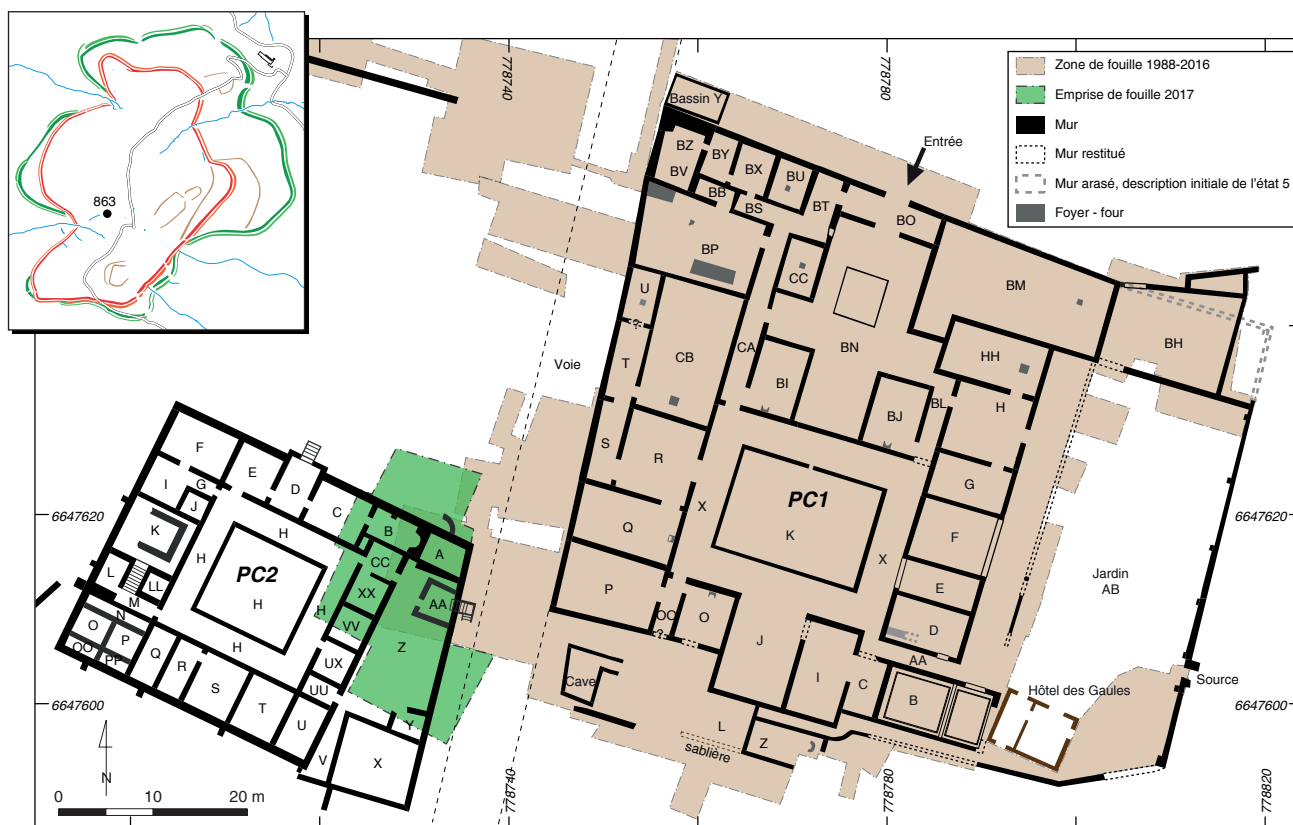 863
778740
778780
Zone de fouille 1988-2016
Emprise de fouille 2017
Mur
Mur restitué
Mur arasé, description initiale de l'état 5
Foyer - four
Bassin Y
Entrée
BZ
BY
BX
BU
BV
BB
BS
BT
BO
BP
CC
BM
U
?
BH
T
CB
CA
BN
HH
Voie
BI
BJ
BL
H
S
R
G
PC1
K
X
X
Q
F
E
P
OO
?
O
J
D
AA
I
C
B
Jardin
AB
Source
Hôtel des Gaules
Cave
L
Z
sablière
F
E
D
I
G
J
C
B
A
K
H
CC
H
PC2
H
XX
AA
L
LL
M
N
H
VV
Z
O
P
H
OO
PP
Q
R
S
T
UX
UU
U
Y
V
X
6647620
6647620
6647600
6647600
N
0
10
20 m
778740
778780
778820